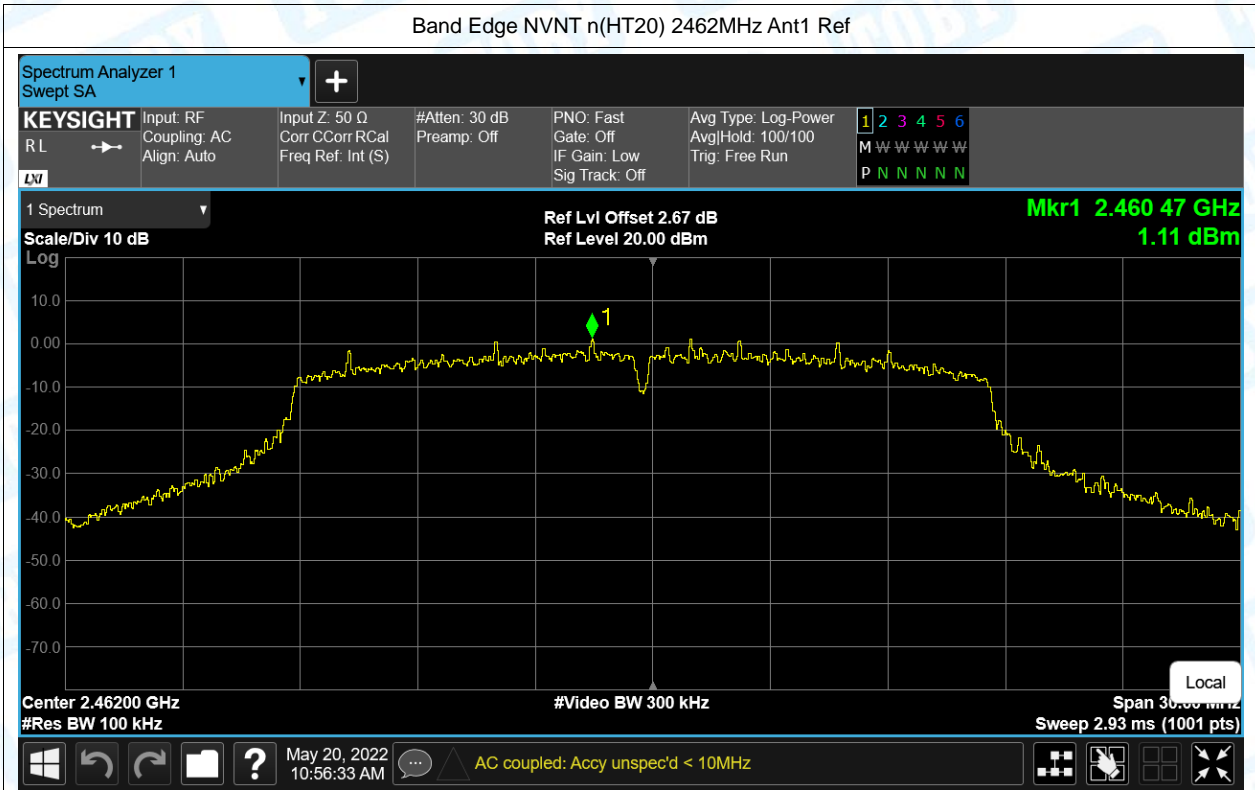 Band Edge NVNT n(HT20) 2462MHz Ant1 Ref
Spectrum Analyzer 1
Swept SA
KEYSIGHT
RL
LXI
Input: RF
Coupling: AC
Align: Auto
Input Z: 50 Ω
Corr CCorr RCal
Freq Ref: Int (S)
#Atten: 30 dB
Preamp: Off
PNO: Fast
Gate: Off
IF Gain: Low
Sig Track: Off
Avg Type: Log-Power
Avg|Hold: 100/100
Trig: Free Run
1 2 3 4 5 6
M W W W W W
P N N N N N
1 Spectrum
Scale/Div 10 dB
Log
Ref Lvl Offset 2.67 dB
Ref Level 20.00 dBm
Mkr1 2.460 47 GHz
1.11 dBm
10.0
0.00
-10.0
-20.0
-30.0
-40.0
-50.0
-60.0
-70.0
1
Center 2.46200 GHz
#Res BW 100 kHz
#Video BW 300 kHz
Local
Span 30.00 MHz
Sweep 2.93 ms (1001 pts)
?
May 20, 2022
10:56:33 AM
AC coupled: Accy unspec'd < 10MHz